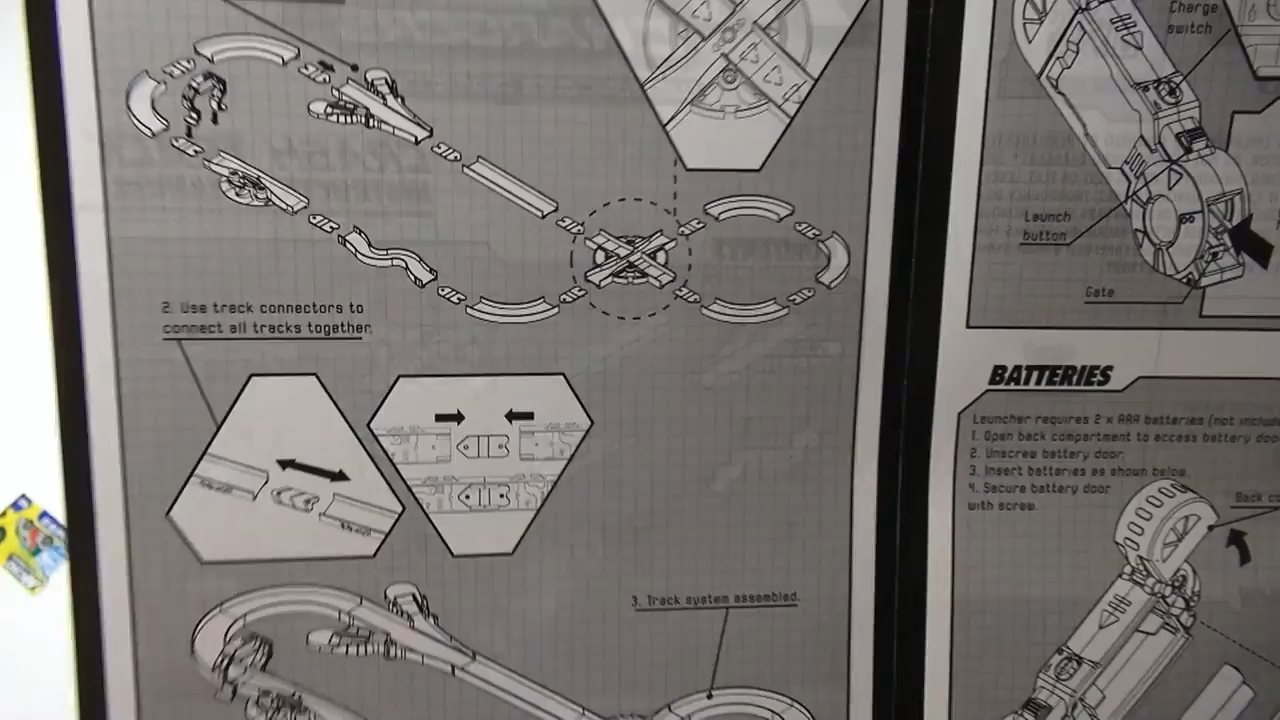 2. Use track connectors to
connect all tracks together.
3. Track system assembled.
Charge
switch
Launch
button
Gate
BATTERIES
Launcher requires 2 x AAA batteries (not
1. Open back compartment to access battery
2. Unscrew battery door.
3. Insert batteries as shown below.
4. Secure battery door
with screw.
Back